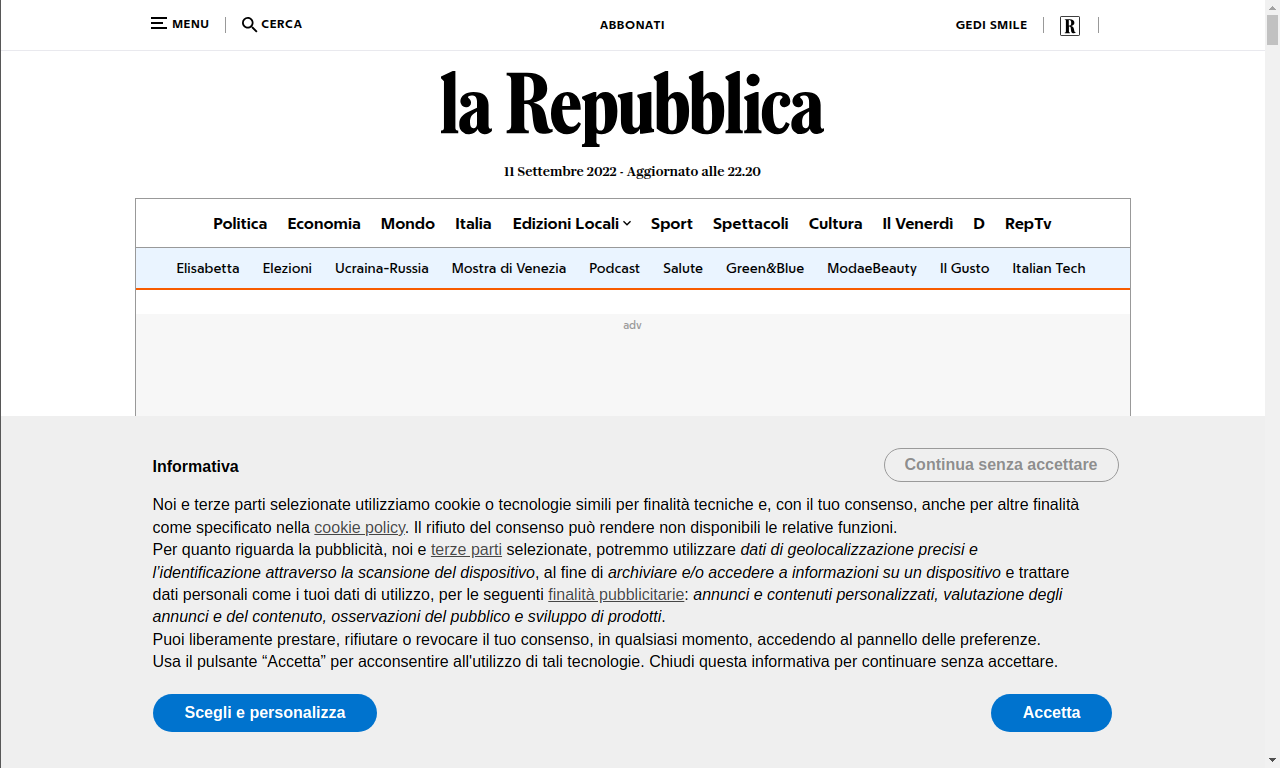 MENU CERCA ABBONATI GEDI SMILE R
la Repubblica
11 Settembre 2022 - Aggiornato alle 22.20
Politica Economia Mondo Italia Edizioni Locali Sport Spettacoli Cultura Il Venerdì D RepTv
Elisabetta Elezioni Ucraina-Russia Mostra di Venezia Podcast Salute Green&Blue ModaeBeauty Il Gusto Italian Tech
adv
Informativa
Continua senza accettare
Noi e terze parti selezionate utilizziamo cookie o tecnologie simili per finalità tecniche e, con il tuo consenso, anche per altre finalità
come specificato nella cookie policy. Il rifiuto del consenso può rendere non disponibili le relative funzioni.
Per quanto riguarda la pubblicità, noi e terze parti selezionate, potremmo utilizzare dati di geolocalizzazione precisi e
l’identificazione attraverso la scansione del dispositivo, al fine di archiviare e/o accedere a informazioni su un dispositivo e trattare
dati personali come i tuoi dati di utilizzo, per le seguenti finalità pubblicitarie: annunci e contenuti personalizzati, valutazione degli
annunci e del contenuto, osservazioni del pubblico e sviluppo di prodotti.
Puoi liberamente prestare, rifiutare o revocare il tuo consenso, in qualsiasi momento, accedendo al pannello delle preferenze.
Usa il pulsante “Accetta” per acconsentire all'utilizzo di tali tecnologie. Chiudi questa informativa per continuare senza accettare.
Scegli e personalizza Accetta